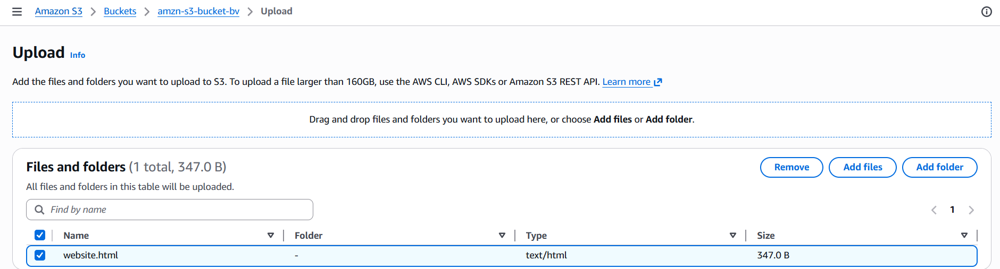 Amazon S3 > Buckets > amzn-s3-bucket-bv > Upload
Upload Info
Add the files and folders you want to upload to S3. To upload a file larger than 160GB, use the AWS CLI, AWS SDKs or Amazon S3 REST API. Learn more
Drag and drop files and folders you want to upload here, or choose Add files or Add folder.
Files and folders (1 total, 347.0 B)
Remove Add files Add folder
All files and folders in this table will be uploaded.
Find by name
1
Name Folder Type Size
website.html - text/html 347.0 B